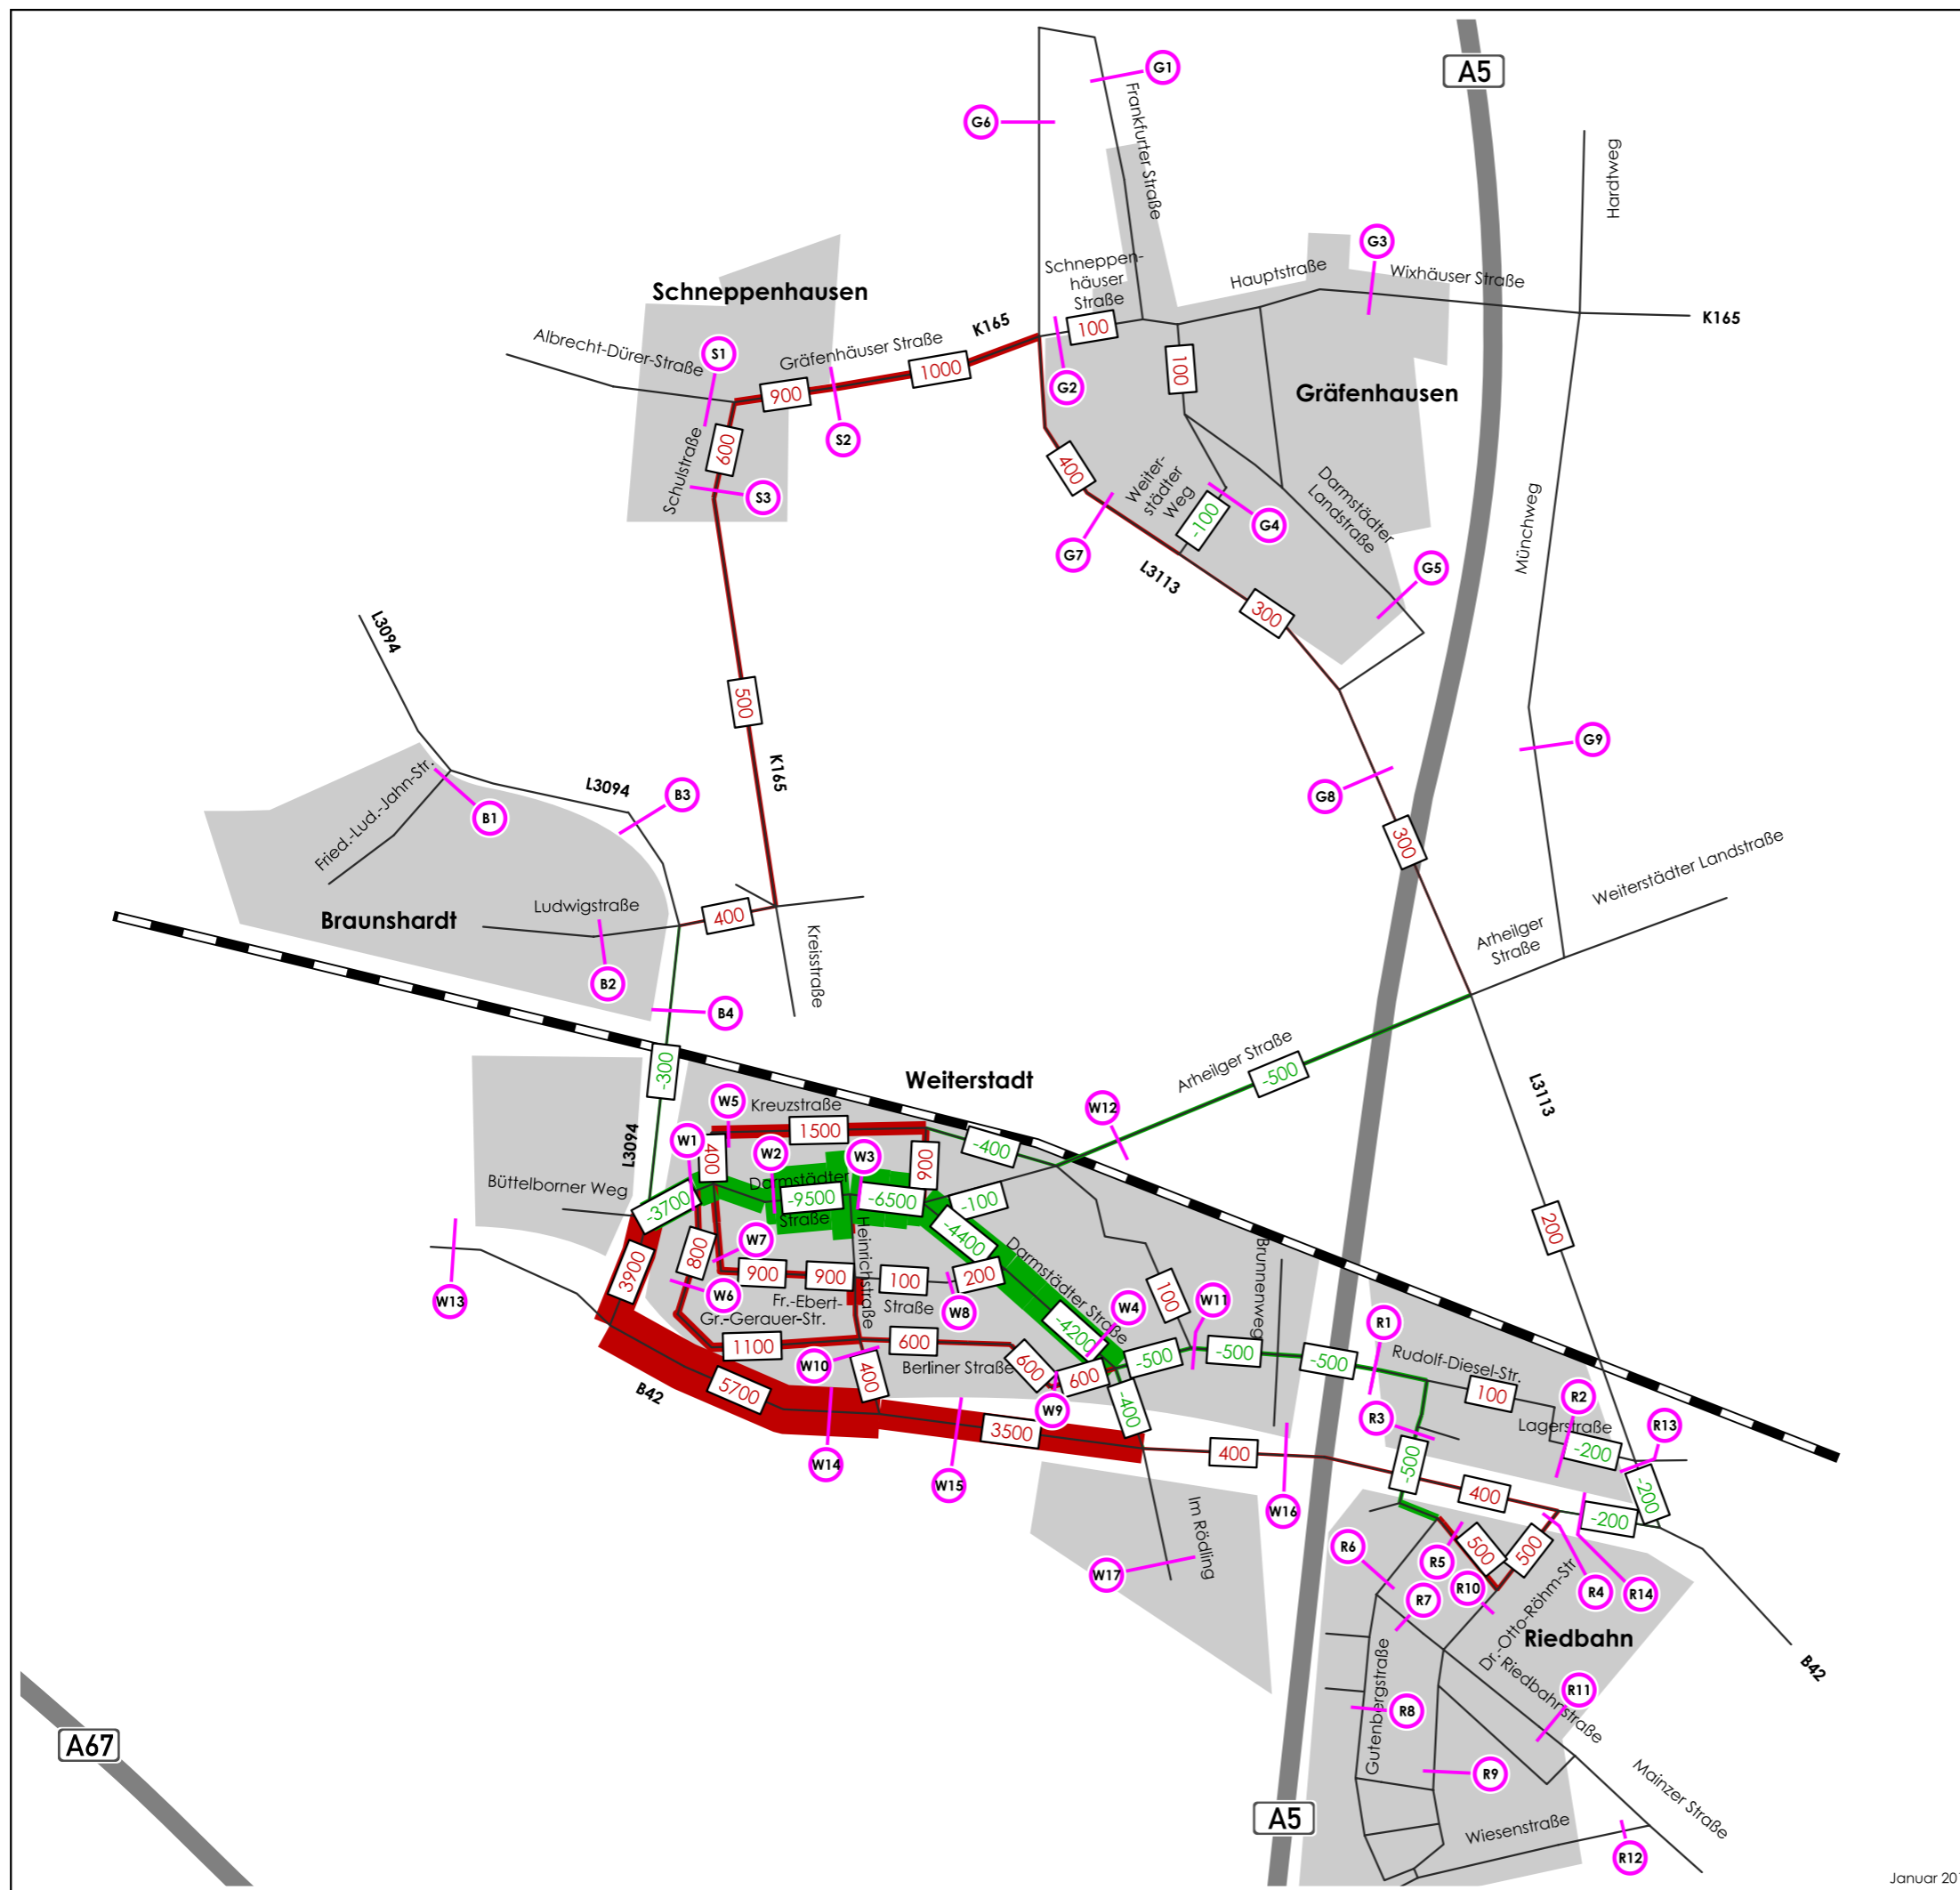 G1
A5
G6
Frankfurter Straße
Hardtweg
G3
Schneppen-
häuser
Straße
Hauptstraße
Wixhäuser Straße
Schneppenhausen
K165
K165
100
Albrecht-Dürer-Straße
S1
Gräfenhäuser Straße
1000
900
G2
100
Gräfenhausen
S2
600
Schulstraße
S3
400
Weiter-
städter
Weg
-100
G4
Darmstädter
Landstraße
Münchweg
G7
L3113
G5
300
L3094
500
K165
G9
L3094
B3
G8
B1
Fried.-Lud.-Jahn-Str.
300
Weiterstädter Landstraße
Ludwigstraße
400
Braunshardt
Arheilger
Straße
Kreisstraße
B2
B4
-300
Weiterstadt
Arheilger Straße
-500
L3113
W5
Kreuzstraße
W12
1500
-400
L3094
W1
400
W2
W3
900
Büttelborner Weg
Darmstädter
Straße
-3700
-9500
-6500
-100
200
-4400
Heinrichstraße
Darmstädter Straße
Brunnenweg
W7
800
3900
900
900
100
200
W13
W6
Fr.-Ebert-
Straße
W8
100
W11
W4
Gr.-Gerauer-Str.
-4200
R1
1100
600
-500
-500
-500
Rudolf-Diesel-Str.
W10
Berliner Straße
600
600
400
B42
5700
W9
-400
100
R2
R3
Lagerstraße
R13
3500
400
-200
-500
W14
W15
W16
400
-200
-200
Im Rödling
R6
R5
500
500
W17
R10
R7
R4
R14
Dr.-Otto-Röhm-Str.
Riedbahn
B42
Gutenbergstraße
Riedbahnstraße
R11
R8
A67
R9
Mainzer Straße
A5
Wiesenstraße
R12
Januar 20